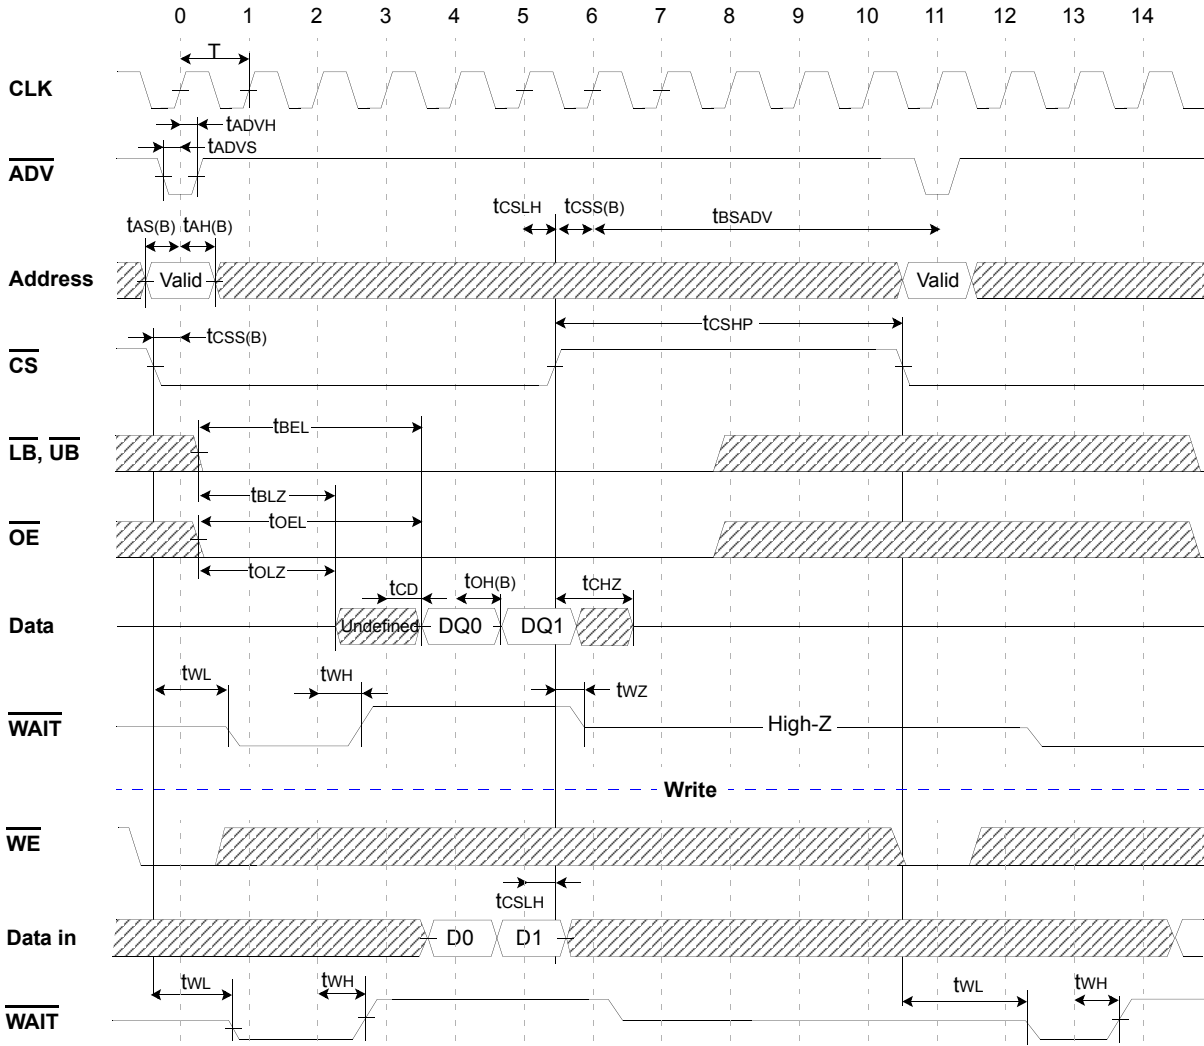 0 1 2 3 4 5 6 7 8 9 10 11 12 13 14
T
CLK
tADVH
tADVS
ADV
tCSLH tCSS(B) tBSADV
tAS(B) tAH(B)
Address Valid Valid
tCSS(B) tCSHP
CS
tBEL
LB, UB
tBLZ
tOEL
OE
tOLZ
tCD tOH(B) tCHZ
Data Undefined DQ0 DQ1
tWL tWH tWZ
WAIT High-Z
Write
WE
tCSLH
Data in D0 D1
tWL tWH tWL tWH
WAIT